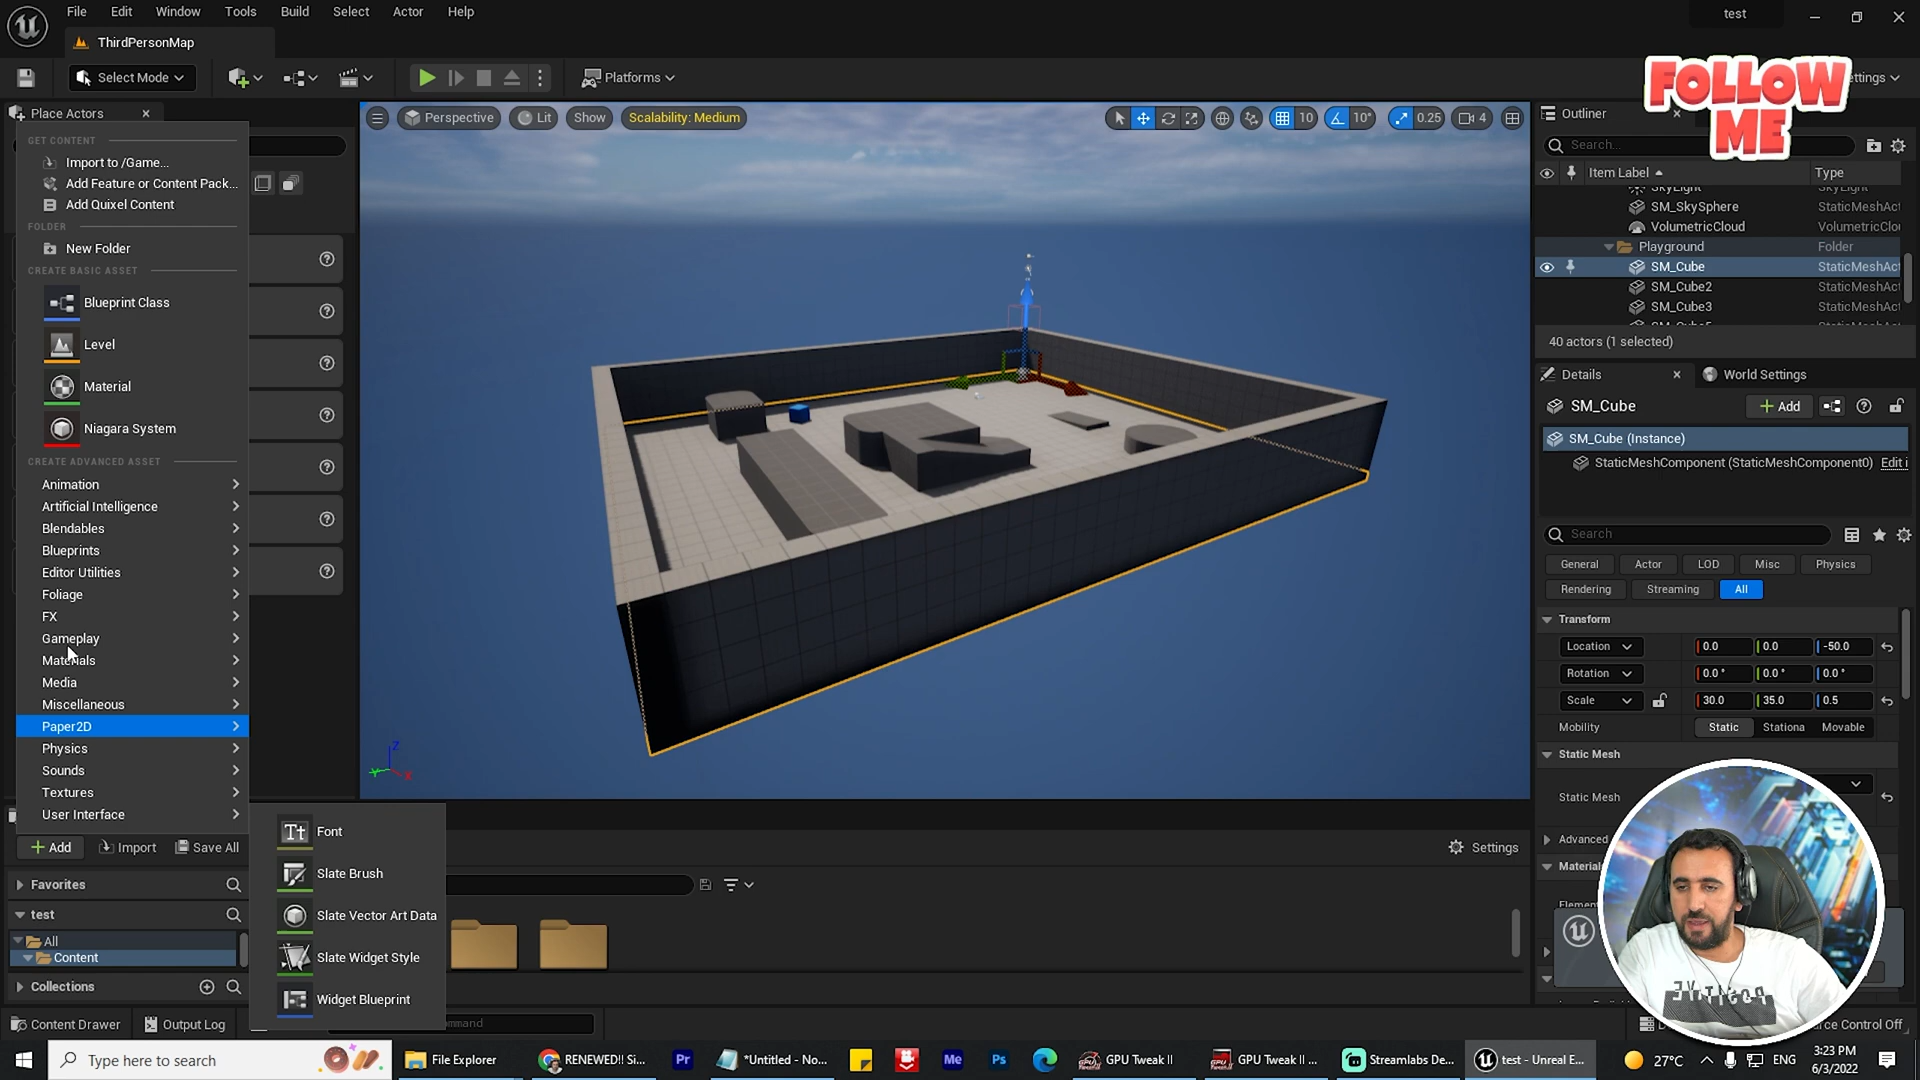 File Edit Window Tools Build Select Actor Help
test
ThirdPersonMap
Select Mode
Platforms
ettings
FOLLOW
ME
Place Actors
GET CONTENT
Import to /Game...
Add Feature or Content Pack...
Add Quixel Content
FOLDER
New Folder
CREATE BASIC ASSET
Blueprint Class
Level
Material
Niagara System
CREATE ADVANCED ASSET
Animation
Artificial Intelligence
Blendables
Blueprints
Editor Utilities
Foliage
FX
Gameplay
Materials
Media
Miscellaneous
Paper2D
Physics
Sounds
Textures
User Interface
Font
Slate Brush
Slate Vector Art Data
Slate Widget Style
Widget Blueprint
Perspective Lit Show Scalability: Medium
10 10° 0.25 4
Z
Y X
Outliner
Search...
Item Label Type
SkyLight SkyLight
SM_SkySphere StaticMeshAct
VolumetricCloud VolumetricClou
Playground Folder
SM_Cube StaticMeshAct
SM_Cube2 StaticMeshAct
SM_Cube3 StaticMeshAct
40 actors (1 selected)
Details World Settings
SM_Cube Add
SM_Cube (Instance)
StaticMeshComponent (StaticMeshComponent0) Edit i
Search
General Actor LOD Misc Physics
Rendering Streaming All
Transform
Location 0.0 0.0 -50.0
Rotation 0.0° 0.0° 0.0°
Scale 30.0 35.0 0.5
Mobility Static Stationa Movable
Static Mesh
Static Mesh
Advanced
Material
Elemen
POSITIVE
Add Import Save All
Settings
Favorites
test
All
Content
Collections
Content Drawer Output Log mmand
urce Control Off
Type here to search
File Explorer
RENEWED!! Si...
Pr
*Untitled - No...
Me
Ps
GPU Tweak II
GPU Tweak II ...
Streamlabs De...
test - Unreal E...
27°C
ENG
3:23 PM
6/3/2022